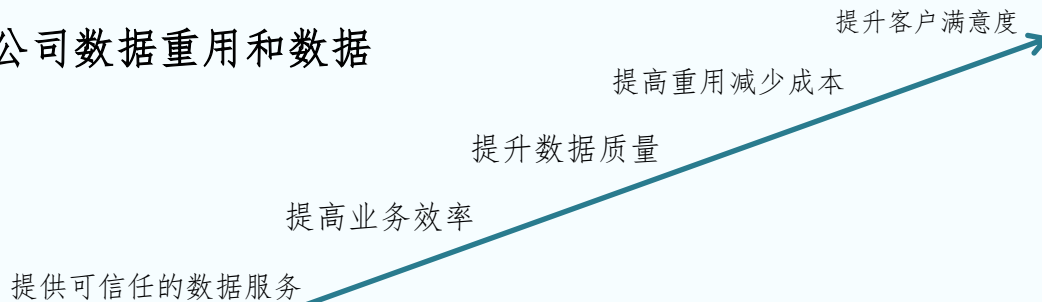 提升客户满意度
公司数据重用和数据
提高重用减少成本
提升数据质量
提高业务效率
提供可信任的数据服务